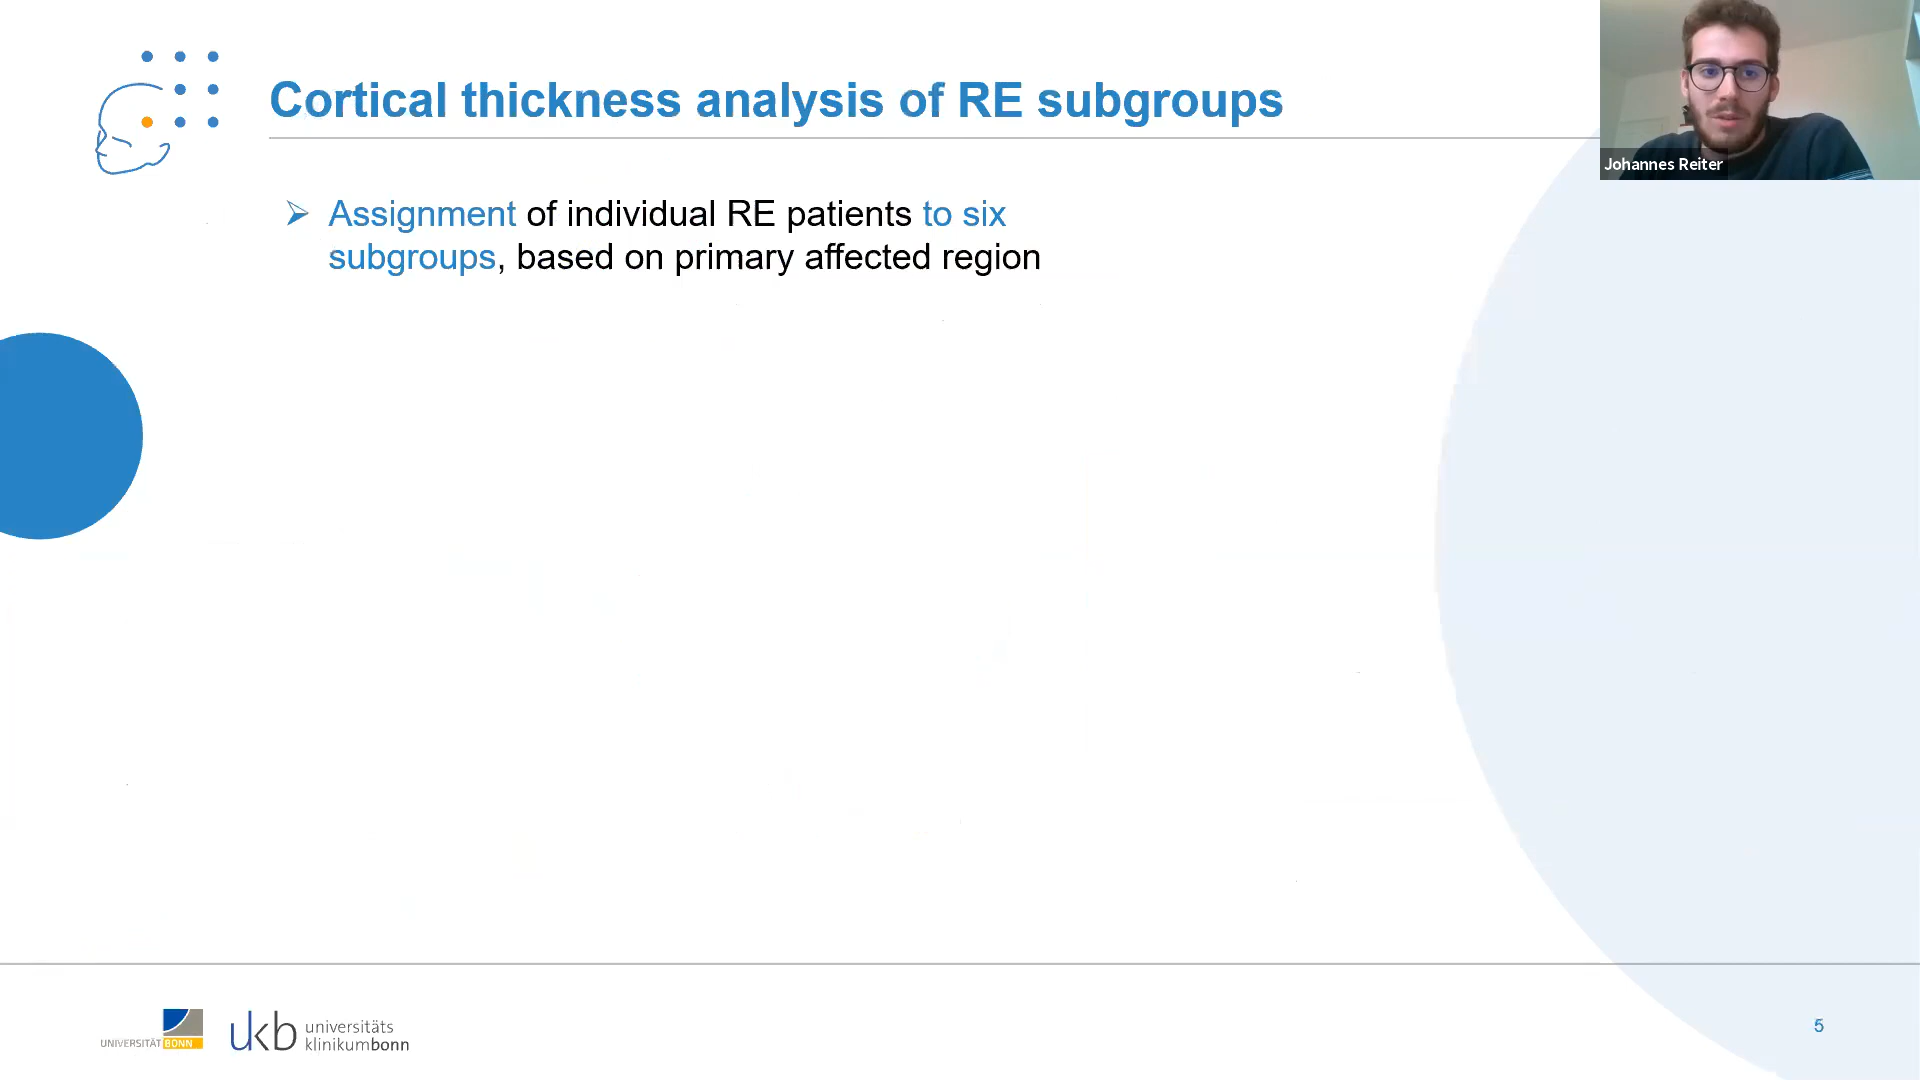 Cortical thickness analysis of RE subgroups
Johannes Reiter
Assignment of individual RE patients to six
subgroups, based on primary affected region
UNIVERSITÄT BONN
ukb universitäts
klinikumbonn
5